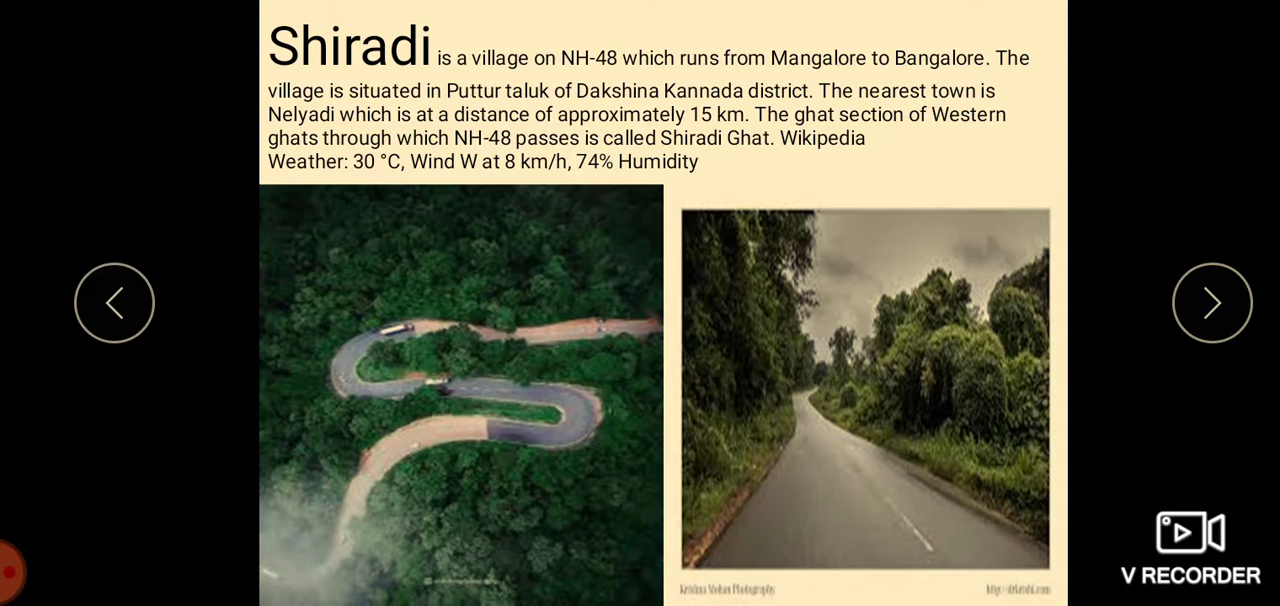 Shiradi is a village on NH-48 which runs from Mangalore to Bangalore. The
village is situated in Puttur taluk of Dakshina Kannada district. The nearest town is
Nelyadi which is at a distance of approximately 15 km. The ghat section of Western
ghats through which NH-48 passes is called Shiradi Ghat. Wikipedia
Weather: 30 °C, Wind W at 8 km/h, 74% Humidity
Krishna Mohan Photography
V RECORDER